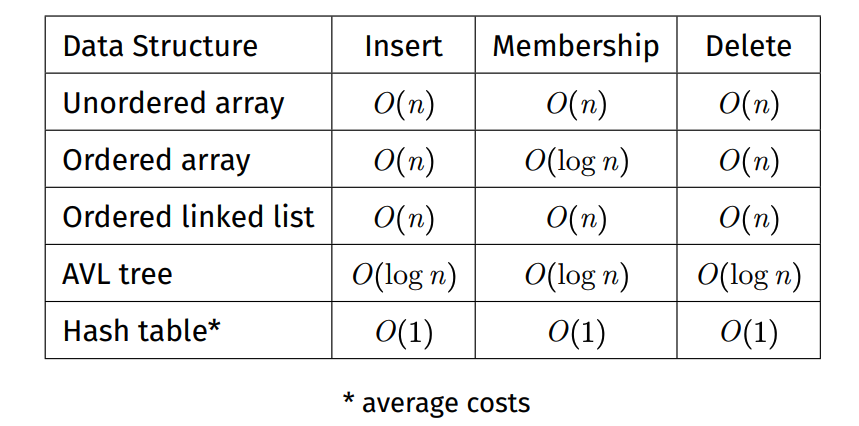 Data Structure Insert Membership Delete
Unordered array O(n) O(n) O(n)
Ordered array O(n) O(log n) O(n)
Ordered linked list O(n) O(n) O(n)
AVL tree O(log n) O(log n) O(log n)
Hash table* O(1) O(1) O(1)
* average costs